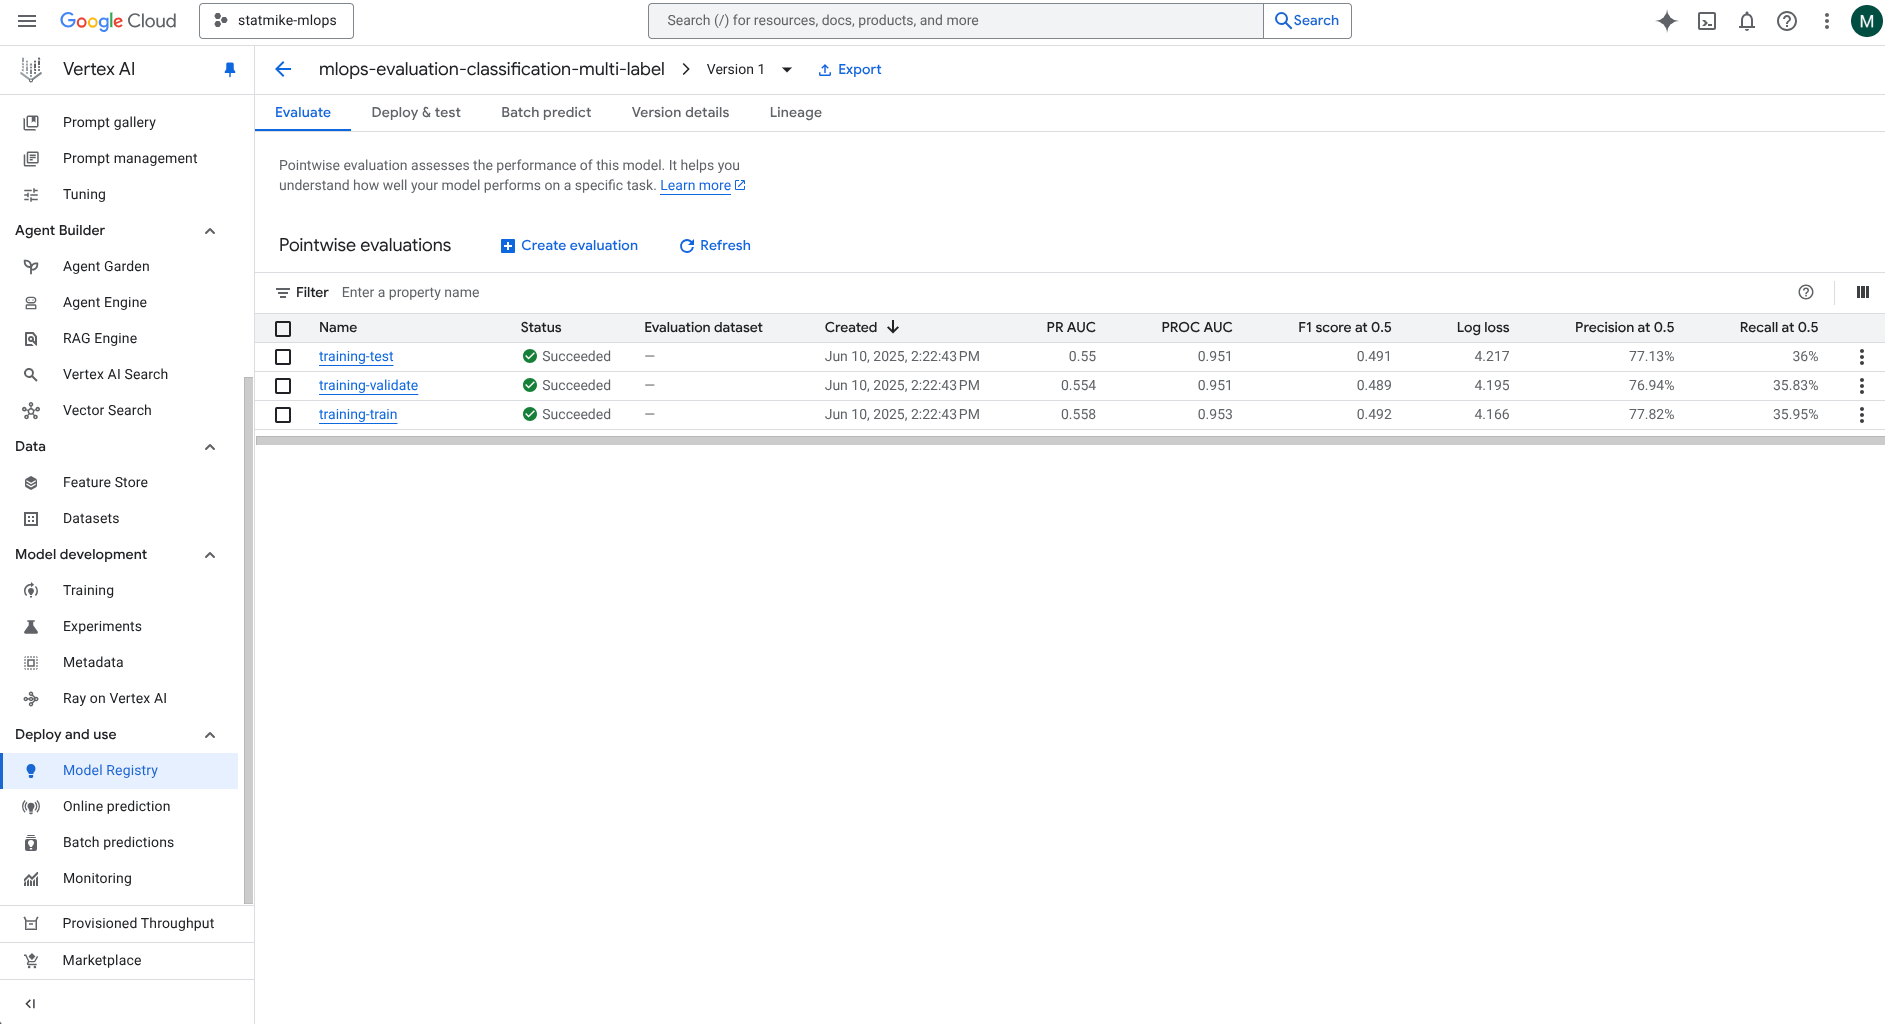 Google Cloud
statmike-mlops
Search (/) for resources, docs, products, and more
Search
M
Vertex AI
mlops-evaluation-classification-multi-label
Version 1
Export
Evaluate
Deploy & test
Batch predict
Version details
Lineage
Prompt gallery
Prompt management
Tuning
Agent Builder
Agent Garden
Agent Engine
RAG Engine
Vertex AI Search
Vector Search
Data
Feature Store
Datasets
Model development
Training
Experiments
Metadata
Ray on Vertex AI
Deploy and use
Model Registry
Online prediction
Batch predictions
Monitoring
Provisioned Throughput
Marketplace
Pointwise evaluation assesses the performance of this model. It helps you
understand how well your model performs on a specific task. Learn more
Pointwise evaluations
Create evaluation
Refresh
Filter Enter a property name
Name Status Evaluation dataset Created PR AUC PROC AUC F1 score at 0.5 Log loss Precision at 0.5 Recall at 0.5
training-test Succeeded — Jun 10, 2025, 2:22:43 PM 0.55 0.951 0.491 4.217 77.13% 36%
training-validate Succeeded — Jun 10, 2025, 2:22:43 PM 0.554 0.951 0.489 4.195 76.94% 35.83%
training-train Succeeded — Jun 10, 2025, 2:22:43 PM 0.558 0.953 0.492 4.166 77.82% 35.95%